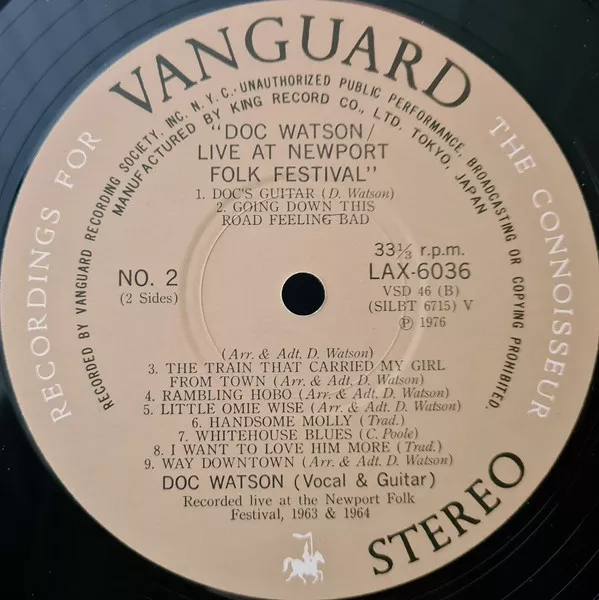 VANGUARD
RECORDINGS FOR THE CONNOISSEUR
RECORDED BY VANGUARD RECORDING SOCIETY, INC. N.Y.C.·UNAUTHORIZED PUBLIC PERFORMANCE, BROADCASTING OR COPYING PROHIBITED.
MANUFACTURED BY KING RECORD CO., LTD. TOKYO, JAPAN
"DOC WATSON/
LIVE AT NEWPORT
FOLK FESTIVAL"
1. DOC'S GUITAR (D. Watson)
2. GOING DOWN THIS
ROAD FEELING BAD
NO. 2
(2 Sides)
33 1/3 r.p.m.
LAX-6036
VSD 46 (B)
(SILBT 6715) V
Ⓟ 1976
(Arr. & Adt. D. Watson)
3. THE TRAIN THAT CARRIED MY GIRL
FROM TOWN (Arr. & Adt. D. Watson)
4. RAMBLING HOBO (Arr. & Adt. D. Watson)
5. LITTLE OMIE WISE (Arr. & Adt. D. Watson)
6. HANDSOME MOLLY (Trad.)
7. WHITEHOUSE BLUES (C. Poole)
8. I WANT TO LOVE HIM MORE (Trad.)
9. WAY DOWNTOWN (Arr. & Adt. D. Watson)
DOC WATSON (Vocal & Guitar)
Recorded live at the Newport Folk
Festival, 1963 & 1964
STEREO